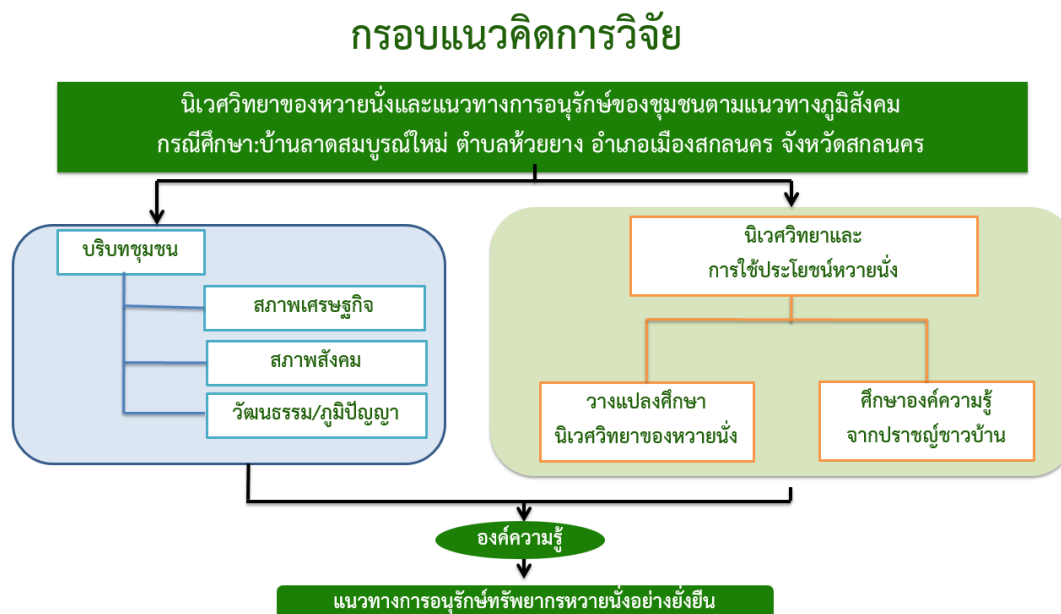 กรอบแนวคิดการวิจัย
นิเวศวิทยาของหวายนั่งและแนวทางการอนุรักษ์ของชุมชนตามแนวทางภูมิสังคม
กรณีศึกษา:บ้านลาดสมบูรณ์ใหม่ ตำบลห้วยยาง อำเภอเมืองสกลนคร จังหวัดสกลนคร
บริบทชุมชน
สภาพเศรษฐกิจ
สภาพสังคม
วัฒนธรรม/ภูมิปัญญา
นิเวศวิทยาและ
การใช้ประโยชน์หวายนั่ง
วางแปลงศึกษา
นิเวศวิทยาของหวายนั่ง
ศึกษาองค์ความรู้
จากปราชญ์ชาวบ้าน
องค์ความรู้
แนวทางการอนุรักษ์ทรัพยากรหวายนั่งอย่างยั่งยืน